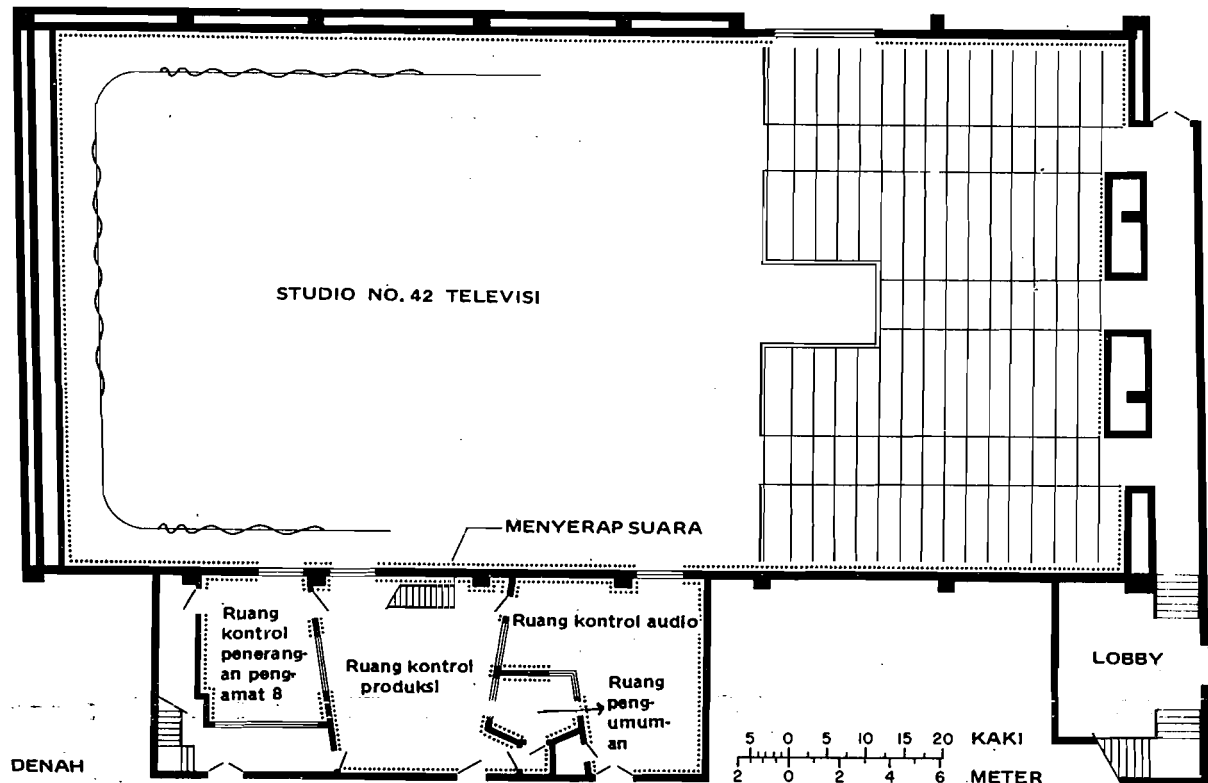 STUDIO NO. 42 TELEVISI
MENYERAP SUARA
Ruang
kontrol
penerang-
an peng-
amat 8
Ruang kontrol
produksi
Ruang kontrol audio
Ruang
peng-
umum-
an
LOBBY
DENAH
5 0 5 10 15 20 KAKI
2 0 2 4 6 METER